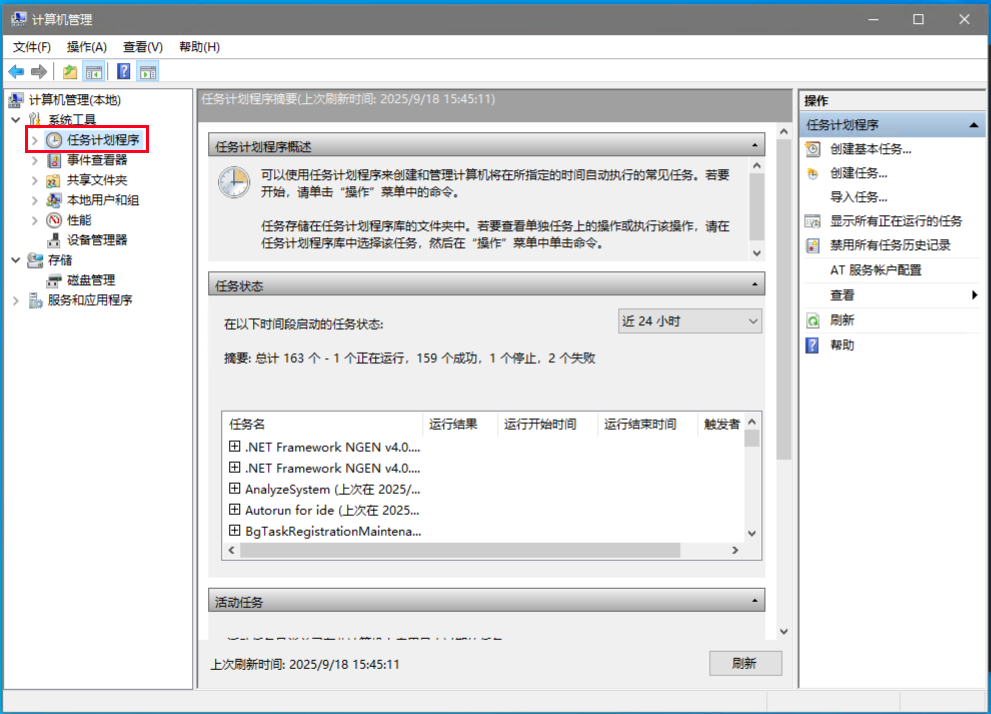 计算机管理
文件(F) 操作(A) 查看(V) 帮助(H)
计算机管理(本地)
系统工具
任务计划程序
事件查看器
共享文件夹
本地用户和组
性能
设备管理器
存储
磁盘管理
服务和应用程序
任务计划程序摘要(上次刷新时间: 2025/9/18 15:45:11)
任务计划程序概述
可以使用任务计划程序来创建和管理计算机将在所指定的时间自动执行的常见任务。若要
开始，请单击“操作”菜单中的命令。
任务存储在任务计划程序库的文件夹中。若要查看单独任务上的操作或执行该操作，请在
任务计划程序库中选择该任务，然后在“操作”菜单中单击命令。
任务状态
在以下时间段启动的任务状态:
近 24 小时
摘要: 总计 163 个 - 1 个正在运行，159 个成功，1 个停止，2 个失败
任务名 运行结果 运行开始时间 运行结束时间 触发者
.NET Framework NGEN v4.0....
.NET Framework NGEN v4.0....
AnalyzeSystem (上次在 2025/...
Autorun for ide (上次在 2025...
BgTaskRegistrationMaintena...
活动任务
上次刷新时间: 2025/9/18 15:45:11
刷新
操作
任务计划程序
创建基本任务...
创建任务...
导入任务...
显示所有正在运行的任务
禁用所有任务历史记录
AT 服务帐户配置
查看
刷新
帮助